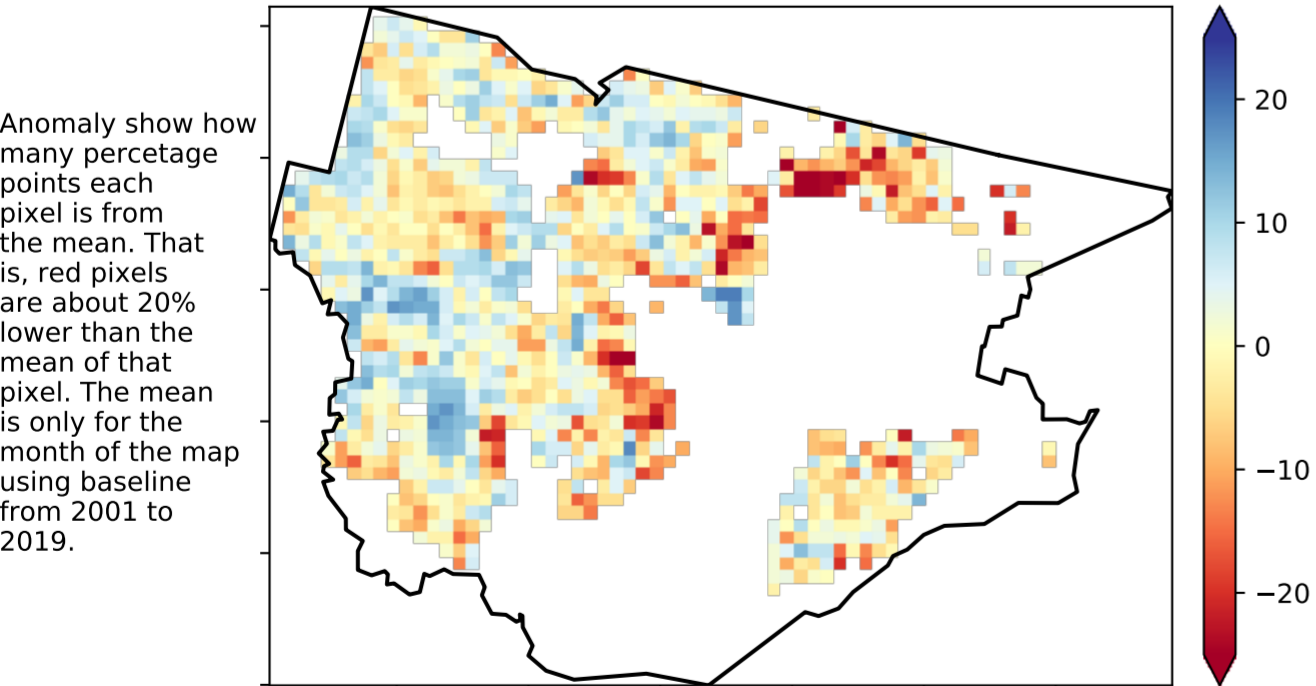 Anomaly show how
many percetage
points each
pixel is from
the mean. That
is, red pixels
are about 20%
lower than the
mean of that
pixel. The mean
is only for the
month of the map
using baseline
from 2001 to
2019.
20
10
0
−10
−20